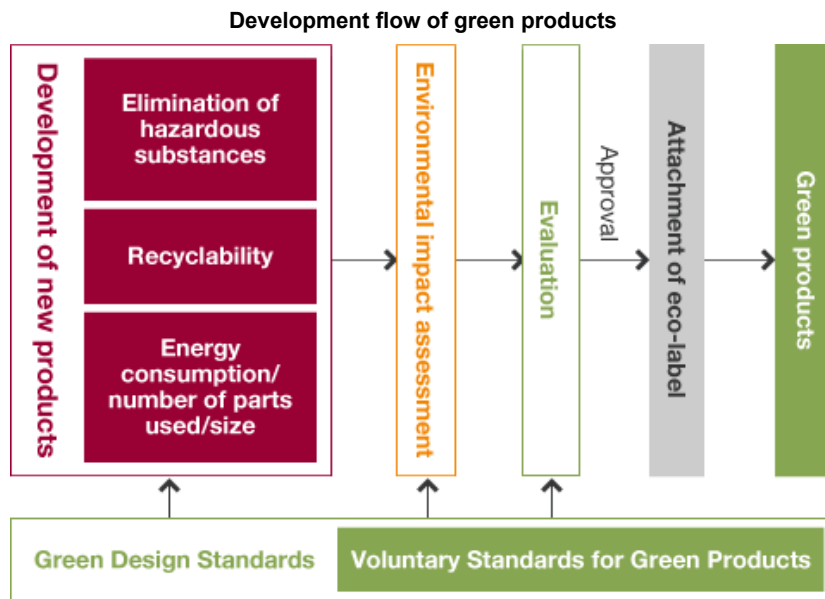 Development flow of green products
Development of new products
Elimination of
hazardous
substances
Recyclability
Energy
consumption/
number of parts
used/size
Environmental impact assessment
Evaluation
Approval
Attachment of eco-label
Green products
Green Design Standards
Voluntary Standards for Green Products